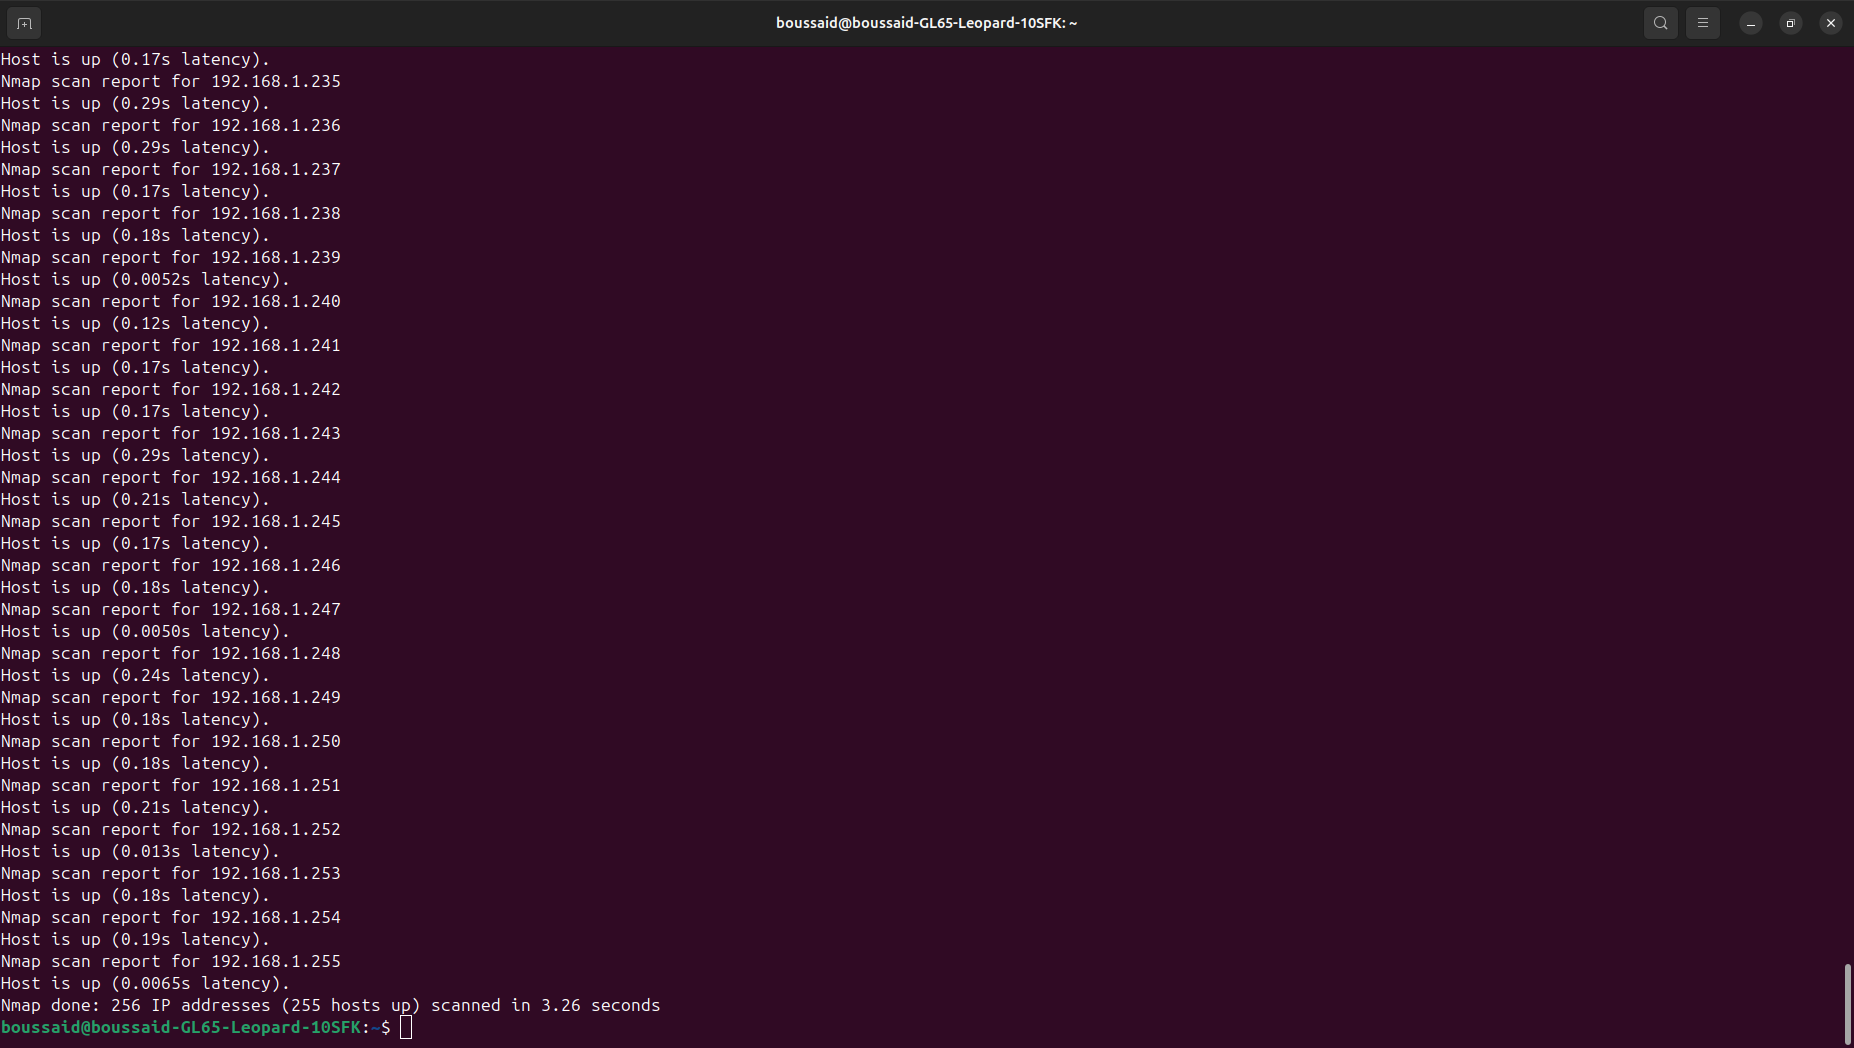 boussaid@boussaid-GL65-Leopard-10SFK: ~
Host is up (0.17s latency).
Nmap scan report for 192.168.1.235
Host is up (0.29s latency).
Nmap scan report for 192.168.1.236
Host is up (0.29s latency).
Nmap scan report for 192.168.1.237
Host is up (0.17s latency).
Nmap scan report for 192.168.1.238
Host is up (0.18s latency).
Nmap scan report for 192.168.1.239
Host is up (0.0052s latency).
Nmap scan report for 192.168.1.240
Host is up (0.12s latency).
Nmap scan report for 192.168.1.241
Host is up (0.17s latency).
Nmap scan report for 192.168.1.242
Host is up (0.17s latency).
Nmap scan report for 192.168.1.243
Host is up (0.29s latency).
Nmap scan report for 192.168.1.244
Host is up (0.21s latency).
Nmap scan report for 192.168.1.245
Host is up (0.17s latency).
Nmap scan report for 192.168.1.246
Host is up (0.18s latency).
Nmap scan report for 192.168.1.247
Host is up (0.0050s latency).
Nmap scan report for 192.168.1.248
Host is up (0.24s latency).
Nmap scan report for 192.168.1.249
Host is up (0.18s latency).
Nmap scan report for 192.168.1.250
Host is up (0.18s latency).
Nmap scan report for 192.168.1.251
Host is up (0.21s latency).
Nmap scan report for 192.168.1.252
Host is up (0.013s latency).
Nmap scan report for 192.168.1.253
Host is up (0.18s latency).
Nmap scan report for 192.168.1.254
Host is up (0.19s latency).
Nmap scan report for 192.168.1.255
Host is up (0.0065s latency).
Nmap done: 256 IP addresses (255 hosts up) scanned in 3.26 seconds
boussaid@boussaid-GL65-Leopard-10SFK:~$